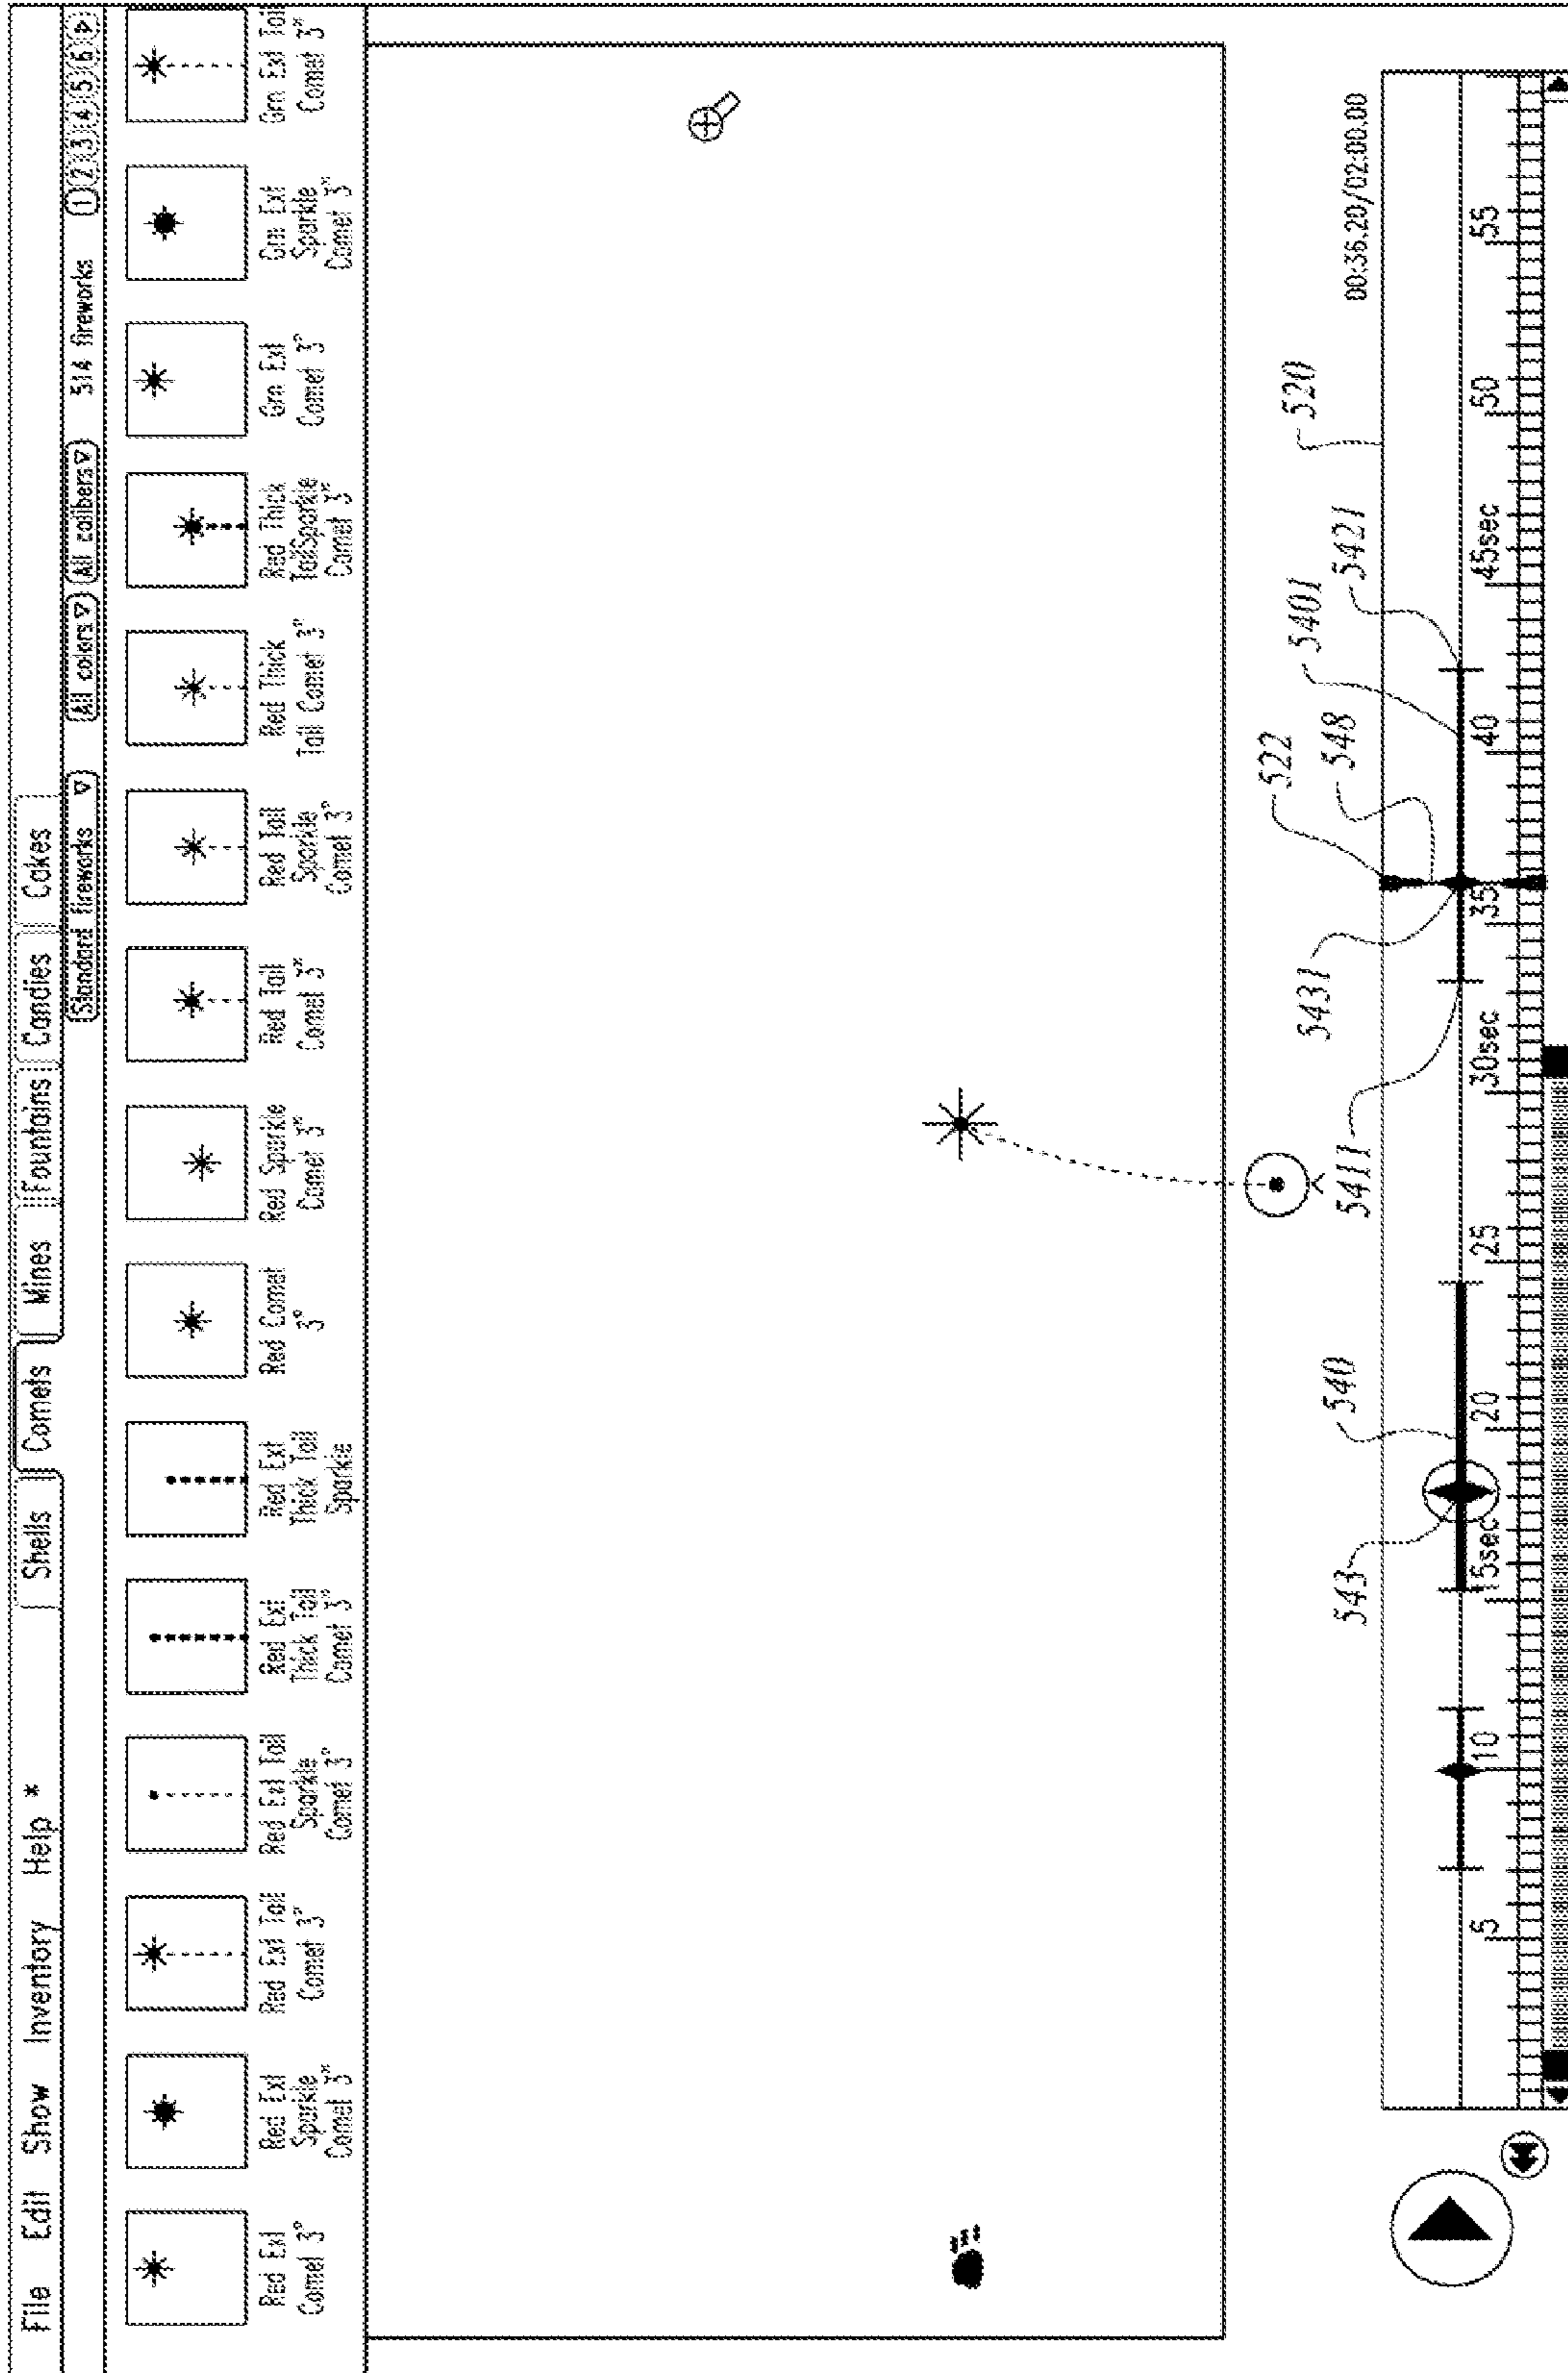 File Edit Show Inventory Help *
Shells Comets Mines Fountains Candies Cakes
Standard fireworks All colors All calibers 514 fireworks 1 2 3 4 5 6
Red Ext
Comet 3"
Red Ext
Sparkle
Comet 3"
Red Ext Tail
Comet 3"
Red Ext Tail
Sparkle
Comet 3"
Red Ext
Thick Tail
Comet 3"
Red Ext
Thick Tail
Sparkle
Red Comet
3"
Red Sparkle
Comet 3"
Red Tail
Comet 3"
Red Tail
Sparkle
Comet 3"
Red Thick
Tail Comet 3"
Red Thick
TailSparkle
Comet 3"
Grn Ext
Comet 3"
Grn Ext
Sparkle
Comet 3"
Grn Ext Tail
Comet 3"
522
520
5431
548
5401
5411
5421
543
540
00:36.20/02:00.00
5 10 15sec 20 25 30sec 35 40 45sec 50 55